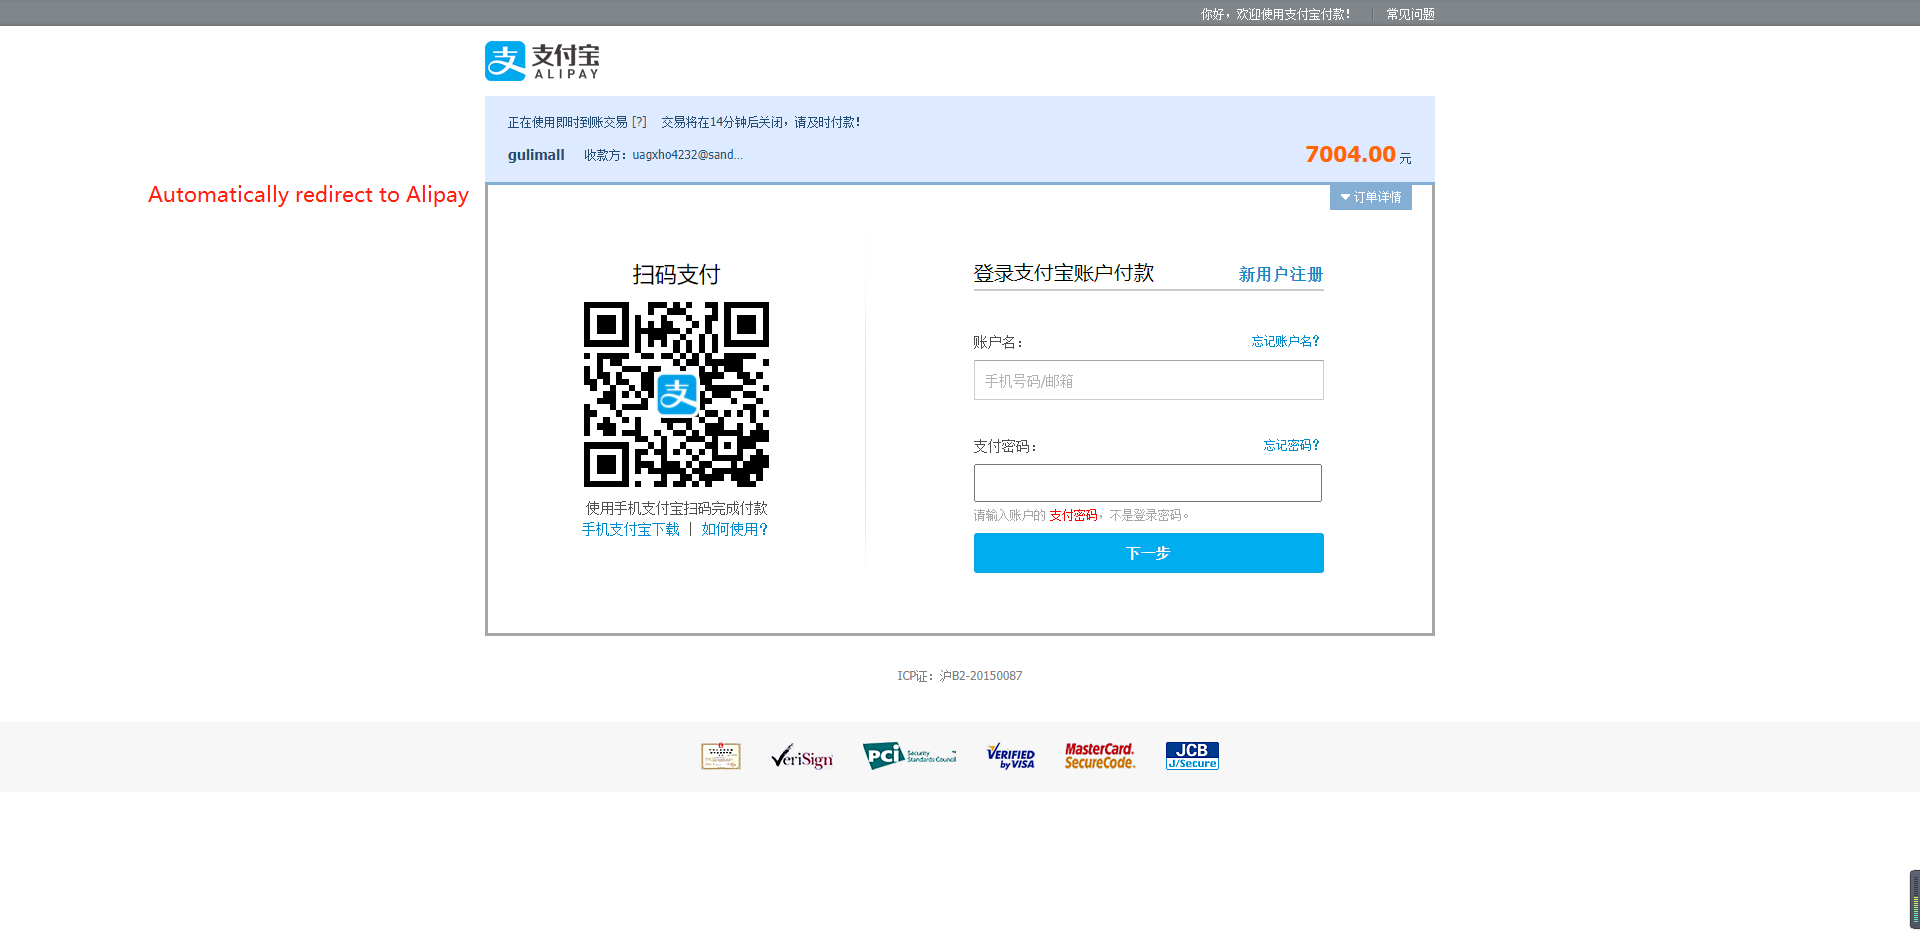 你好，欢迎使用支付宝付款！ 常见问题
支 支付宝
ALIPAY
正在使用即时到账交易 [?] 交易将在14分钟后关闭，请及时付款！
gulimall 收款方：uagxho4232@sand... 7004.00 元
Automatically redirect to Alipay
订单详情
扫码支付
支
使用手机支付宝扫码完成付款
手机支付宝下载 | 如何使用？
登录支付宝账户付款 新用户注册
账户名： 忘记账户名？
手机号码/邮箱
支付密码： 忘记密码？
请输入账户的 支付密码，不是登录密码。
下一步
ICP证：沪B2-20150087
VeriSign
PCI Security Standards Council
VERIFIED by VISA
MasterCard. SecureCode.
JCB J/Secure